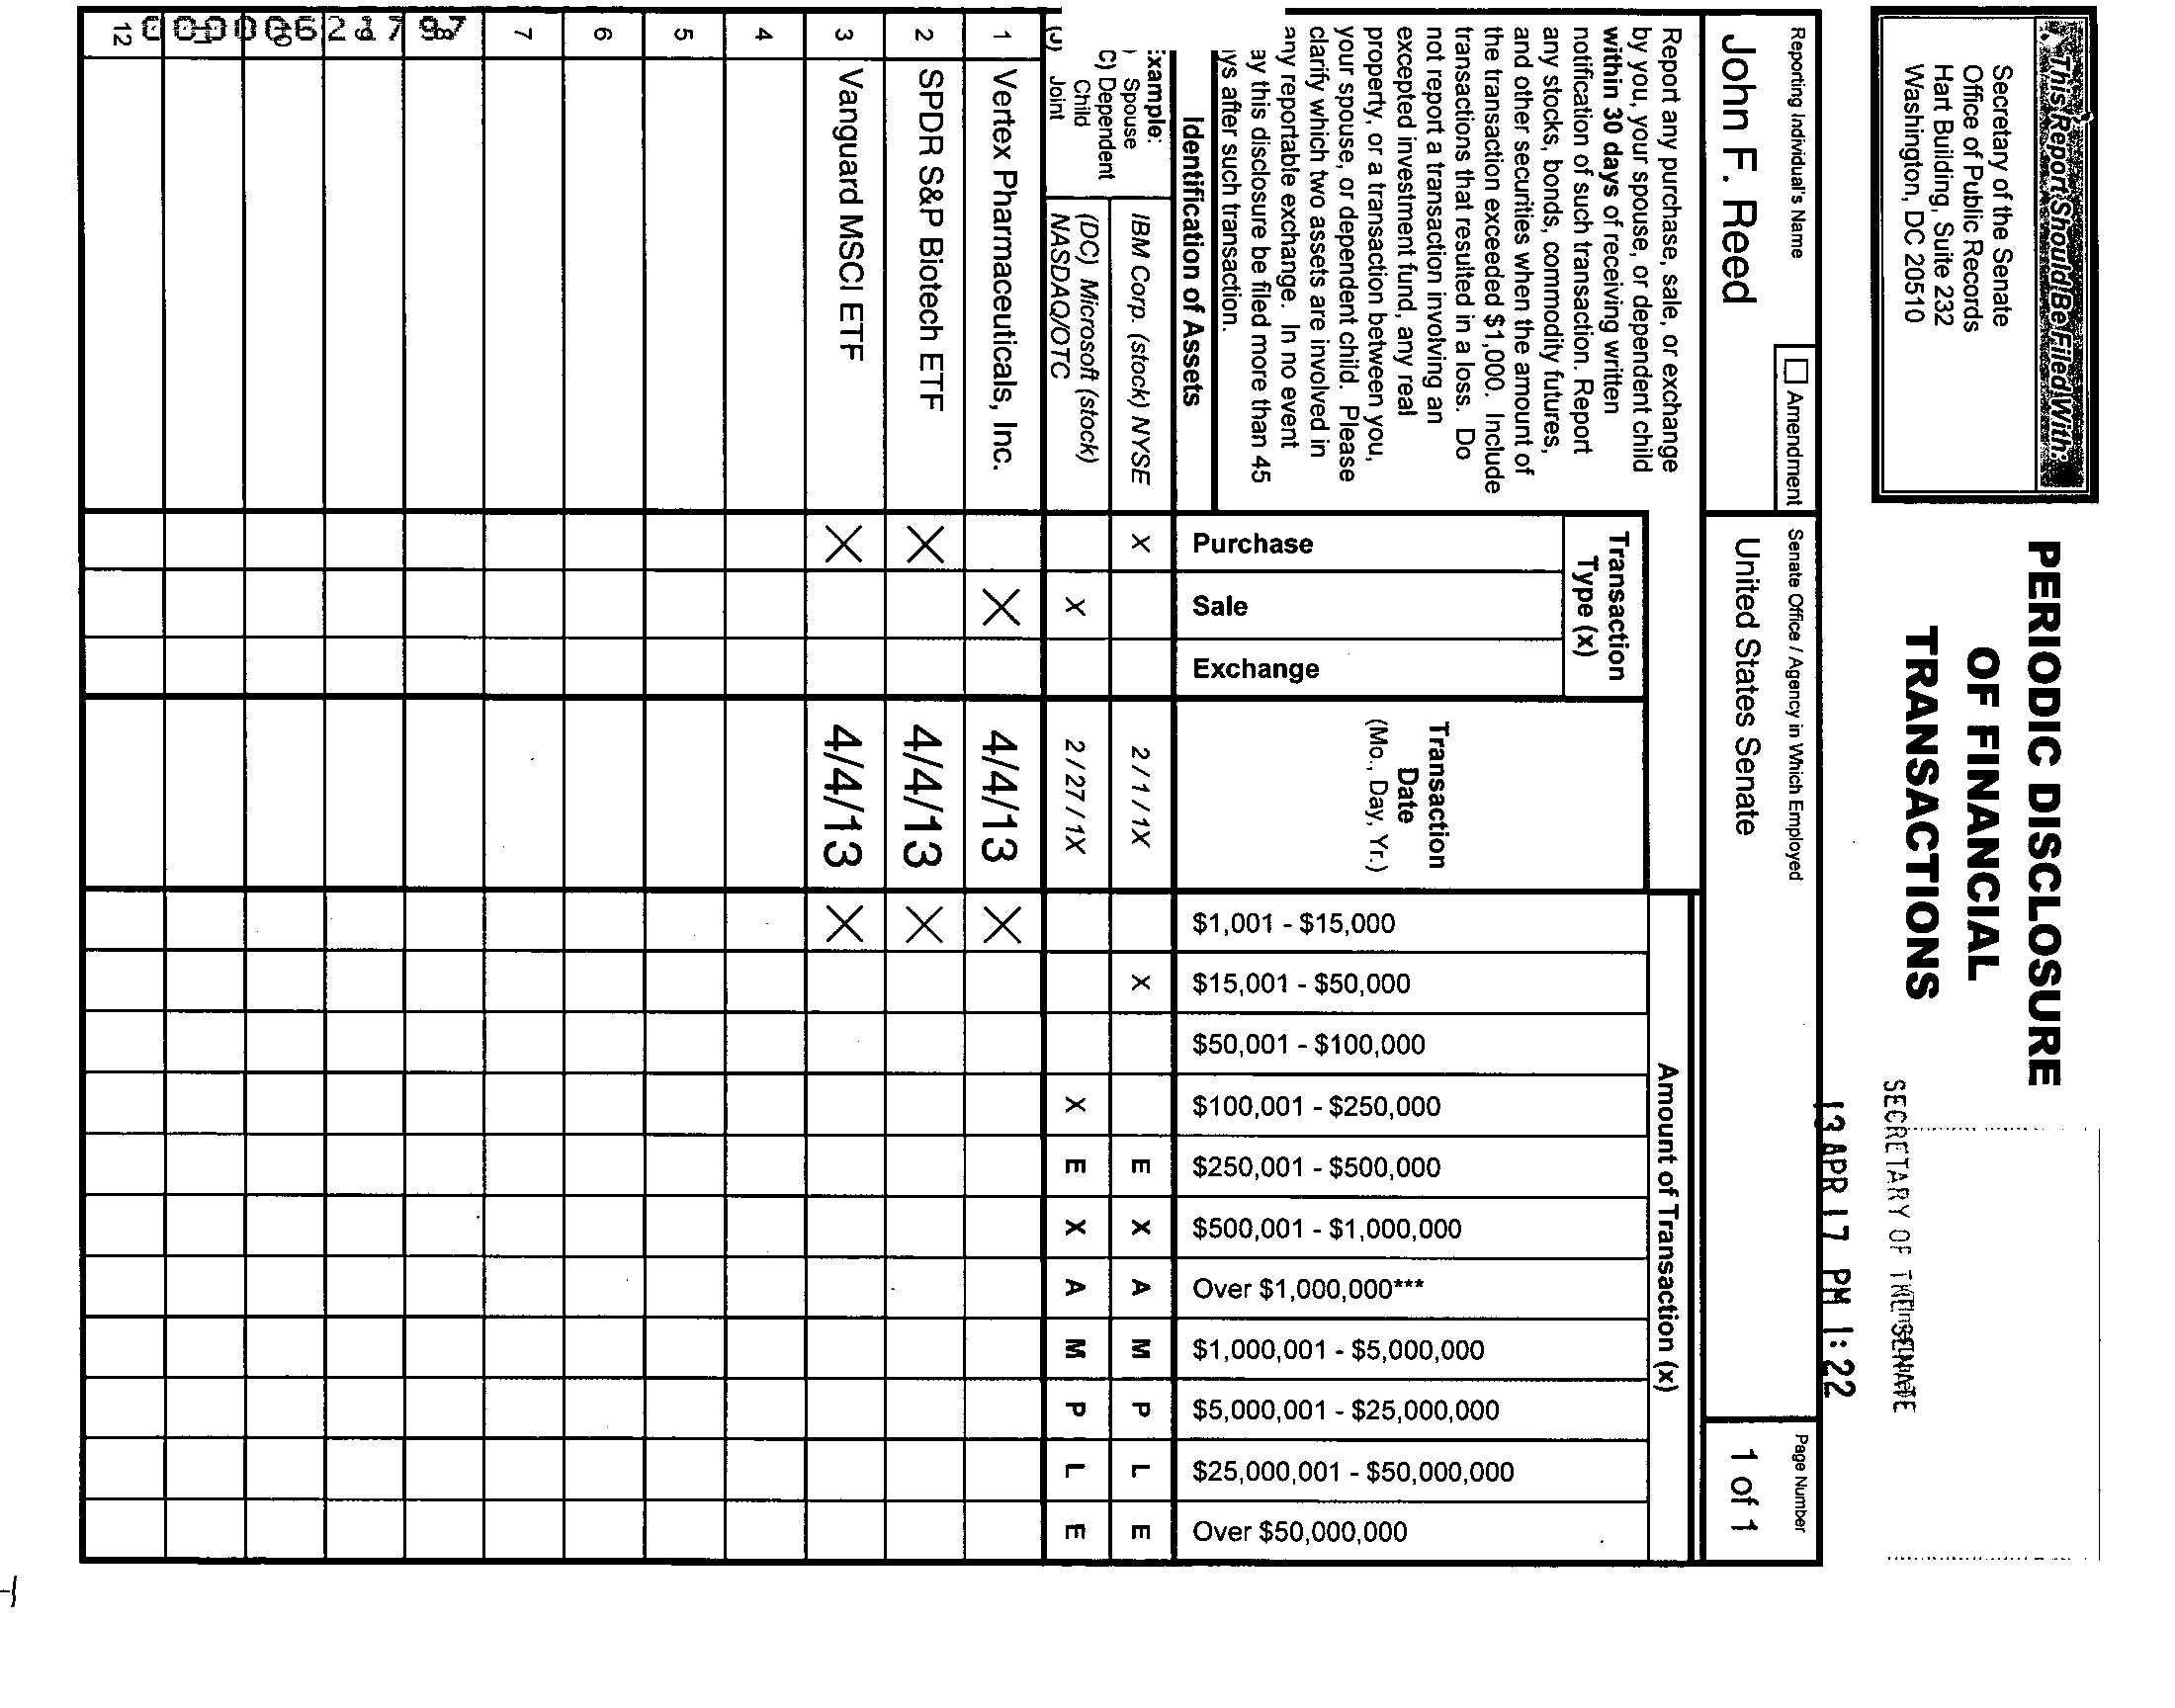 This Report Should Be Filed With:
Secretary of the Senate
Office of Public Records
Hart Building, Suite 232
Washington, DC 20510
PERIODIC DISCLOSURE
OF FINANCIAL
TRANSACTIONS
SECRETARY OF THE SENATE
13 APR 17 PM 1:22
Reporting Individual's Name
John F. Reed
Amendment
Senate Office / Agency in Which Employed
United States Senate
Page Number
1 of 1
Report any purchase, sale, or exchange
by you, your spouse, or dependent child
within 30 days of receiving written
notification of such transaction. Report
any stocks, bonds, commodity futures,
and other securities when the amount of
the transaction exceeded $1,000. Include
transactions that resulted in a loss. Do
not report a transaction involving an
excepted investment fund, any real
property, or a transaction between you,
your spouse, or dependent child. Please
clarify which two assets are involved in
any reportable exchange. In no event
ay this disclosure be filed more than 45
ys after such transaction.
Identification of Assets
Transaction
Type (x)
Purchase
Sale
Exchange
Transaction
Date
(Mo., Day, Yr.)
Amount of Transaction (x)
$1,001 - $15,000
$15,001 - $50,000
$50,001 - $100,000
$100,001 - $250,000
$250,001 - $500,000
$500,001 - $1,000,000
Over $1,000,000***
$1,000,001 - $5,000,000
$5,000,001 - $25,000,000
$25,000,001 - $50,000,000
Over $50,000,000
Example:
) Spouse
C) Dependent
Child
(J) Joint
IBM Corp. (stock) NYSE X 2 / 1 / 1X X E X A M P L E
(DC) Microsoft (stock)
NASDAQ/OTC X 2 / 27 / 1X X E X A M P L E
1 Vertex Pharmaceuticals, Inc. X 4/4/13 X
2 SPDR S&P Biotech ETF X 4/4/13 X
3 Vanguard MSCI ETF X 4/4/13 X
4
5
6
7
8
9
10
12